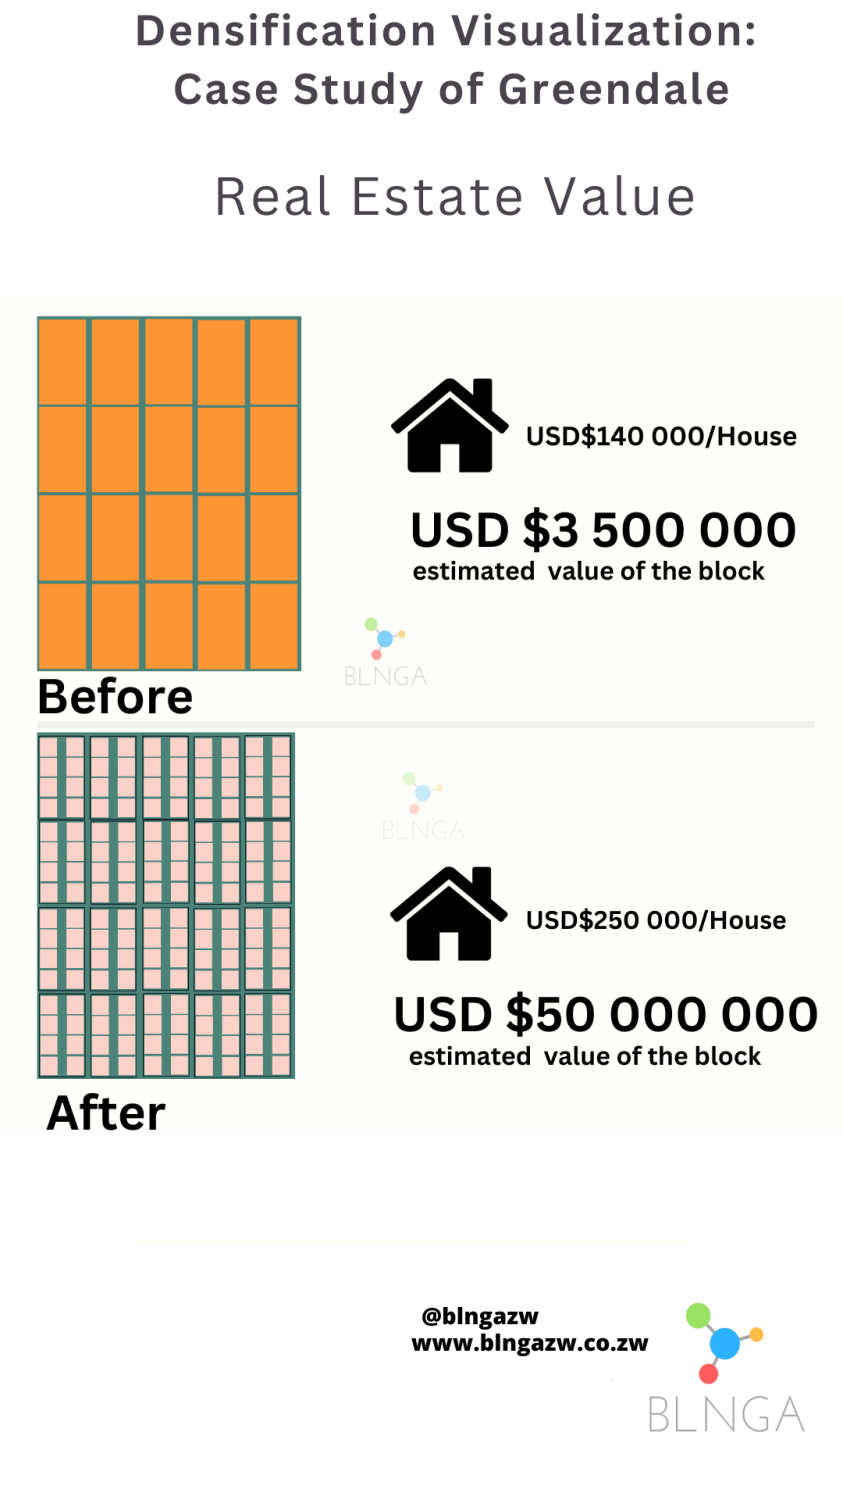 Densification Visualization:
Case Study of Greendale
Real Estate Value
USD$140 000/House
USD $3 500 000
estimated value of the block
BLNGA
Before
BLNGA
USD$250 000/House
USD $50 000 000
estimated value of the block
After
@blngazw
www.blngazw.co.zw
BLNGA